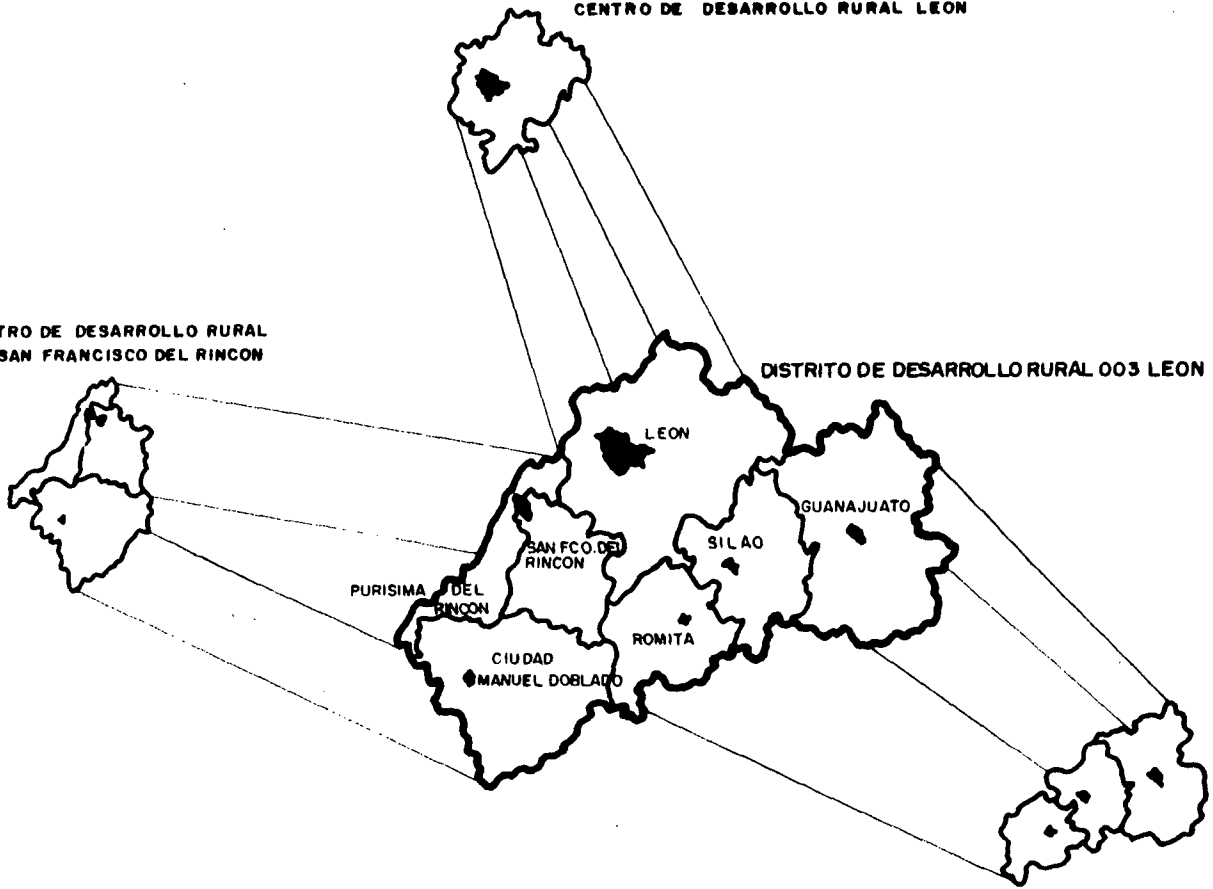 CENTRO DE DESARROLLO RURAL LEON
TRO DE DESARROLLO RURAL
SAN FRANCISCO DEL RINCON
DISTRITO DE DESARROLLO RURAL 003 LEON
LEON
GUANAJUATO
SILAO
SAN FCO. DEL
RINCON
PURISIMA DEL
RINCON
ROMITA
CIUDAD
MANUEL DOBLADO